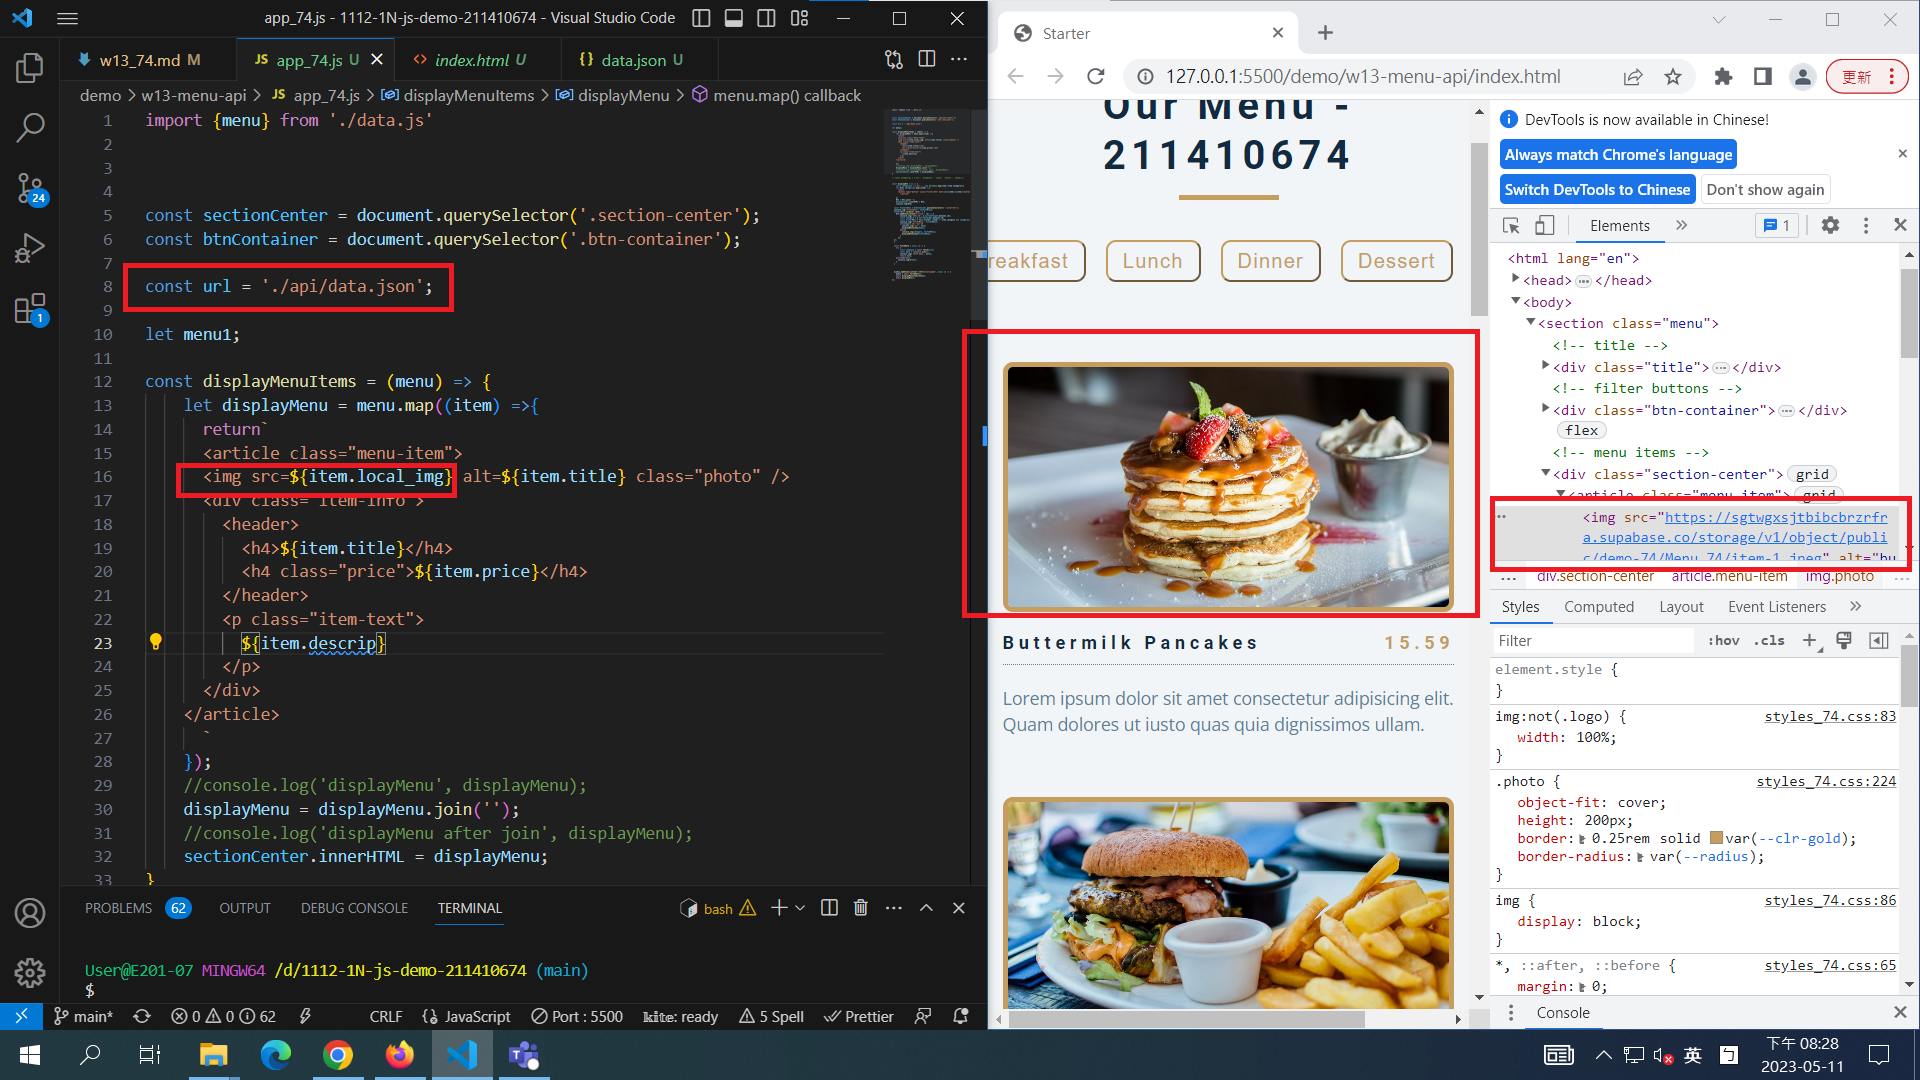 app_74.js - 1112-1N-js-demo-211410674 - Visual Studio Code
w13_74.md M
JS app_74.js U
<> index.html U
{} data.json U
demo > w13-menu-api > JS app_74.js > displayMenuItems > displayMenu > menu.map() callback
1 import {menu} from './data.js'
2
3
4
5 const sectionCenter = document.querySelector('.section-center');
6 const btnContainer = document.querySelector('.btn-container');
7
8 const url = './api/data.json';
9
10 let menu1;
11
12 const displayMenuItems = (menu) => {
13 let displayMenu = menu.map((item) =>{
14 return`
15 <article class="menu-item">
16 <img src=${item.local_img} alt=${item.title} class="photo" />
17 <div class="item-info">
18 <header>
19 <h4>${item.title}</h4>
20 <h4 class="price">${item.price}</h4>
21 </header>
22 <p class="item-text">
23 ${item.descrip}
24 </p>
25 </div>
26 </article>
27 `
28 });
29 //console.log('displayMenu', displayMenu);
30 displayMenu = displayMenu.join('');
31 //console.log('displayMenu after join', displayMenu);
32 sectionCenter.innerHTML = displayMenu;
33 }
24
1
PROBLEMS 62 OUTPUT DEBUG CONSOLE TERMINAL
bash
User@E201-07 MINGW64 /d/1112-1N-js-demo-211410674 (main)
$
main* 0 0 62 CRLF {} JavaScript Port : 5500 kite: ready 5 Spell Prettier
Starter
127.0.0.1:5500/demo/w13-menu-api/index.html
更新
Our Menu -
211410674
reakfast
Lunch
Dinner
Dessert
Buttermilk Pancakes 15.59
Lorem ipsum dolor sit amet consectetur adipisicing elit.
Quam dolores ut iusto quas quia dignissimos ullam.
DevTools is now available in Chinese!
Always match Chrome's language
Switch DevTools to Chinese
Don't show again
Elements
1
<html lang="en">
<head> … </head>
<body>
<section class="menu">
<!-- title -->
<div class="title"> … </div>
<!-- filter buttons -->
<div class="btn-container"> … </div>
flex
<!-- menu items -->
<div class="section-center"> grid
<article class="menu-item"> grid
<img src="https://sgtwgxsjtbibcbrzrfr
a.supabase.co/storage/v1/object/publi
c/demo-74/Menu_74/item-1.jpeg" alt="bu
... div.section-center article.menu-item img.photo ...
Styles Computed Layout Event Listeners
Filter
:hov .cls
element.style {
}
img:not(.logo) { styles_74.css:83
width: 100%;
}
.photo { styles_74.css:224
object-fit: cover;
height: 200px;
border: 0.25rem solid var(--clr-gold);
border-radius: var(--radius);
}
img { styles_74.css:86
display: block;
}
*, ::after, ::before { styles_74.css:65
margin: 0;
Console
英
下午 08:28
2023-05-11